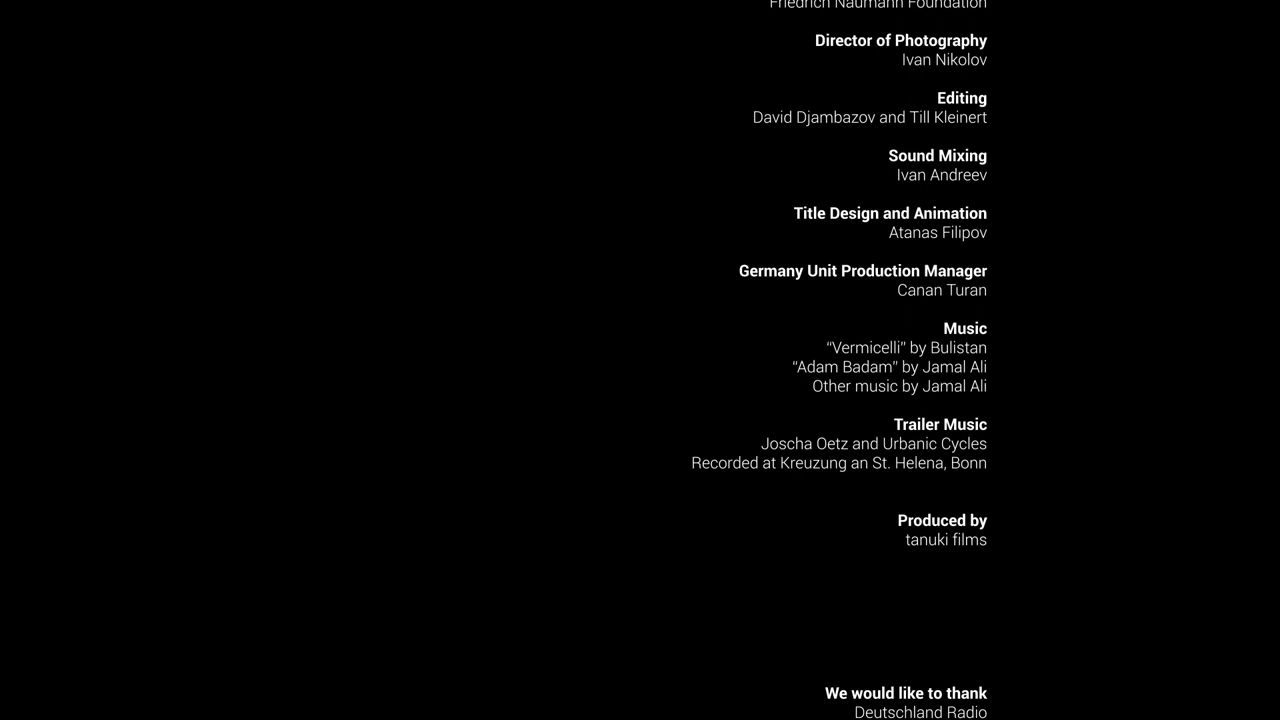 Friedrich Naumann Foundation
Director of Photography
Ivan Nikolov
Editing
David Djambazov and Till Kleinert
Sound Mixing
Ivan Andreev
Title Design and Animation
Atanas Filipov
Germany Unit Production Manager
Canan Turan
Music
“Vermicelli” by Bulistan
“Adam Badam” by Jamal Ali
Other music by Jamal Ali
Trailer Music
Joscha Oetz and Urbanic Cycles
Recorded at Kreuzung an St. Helena, Bonn
Produced by
tanuki films
We would like to thank
Deutschland Radio